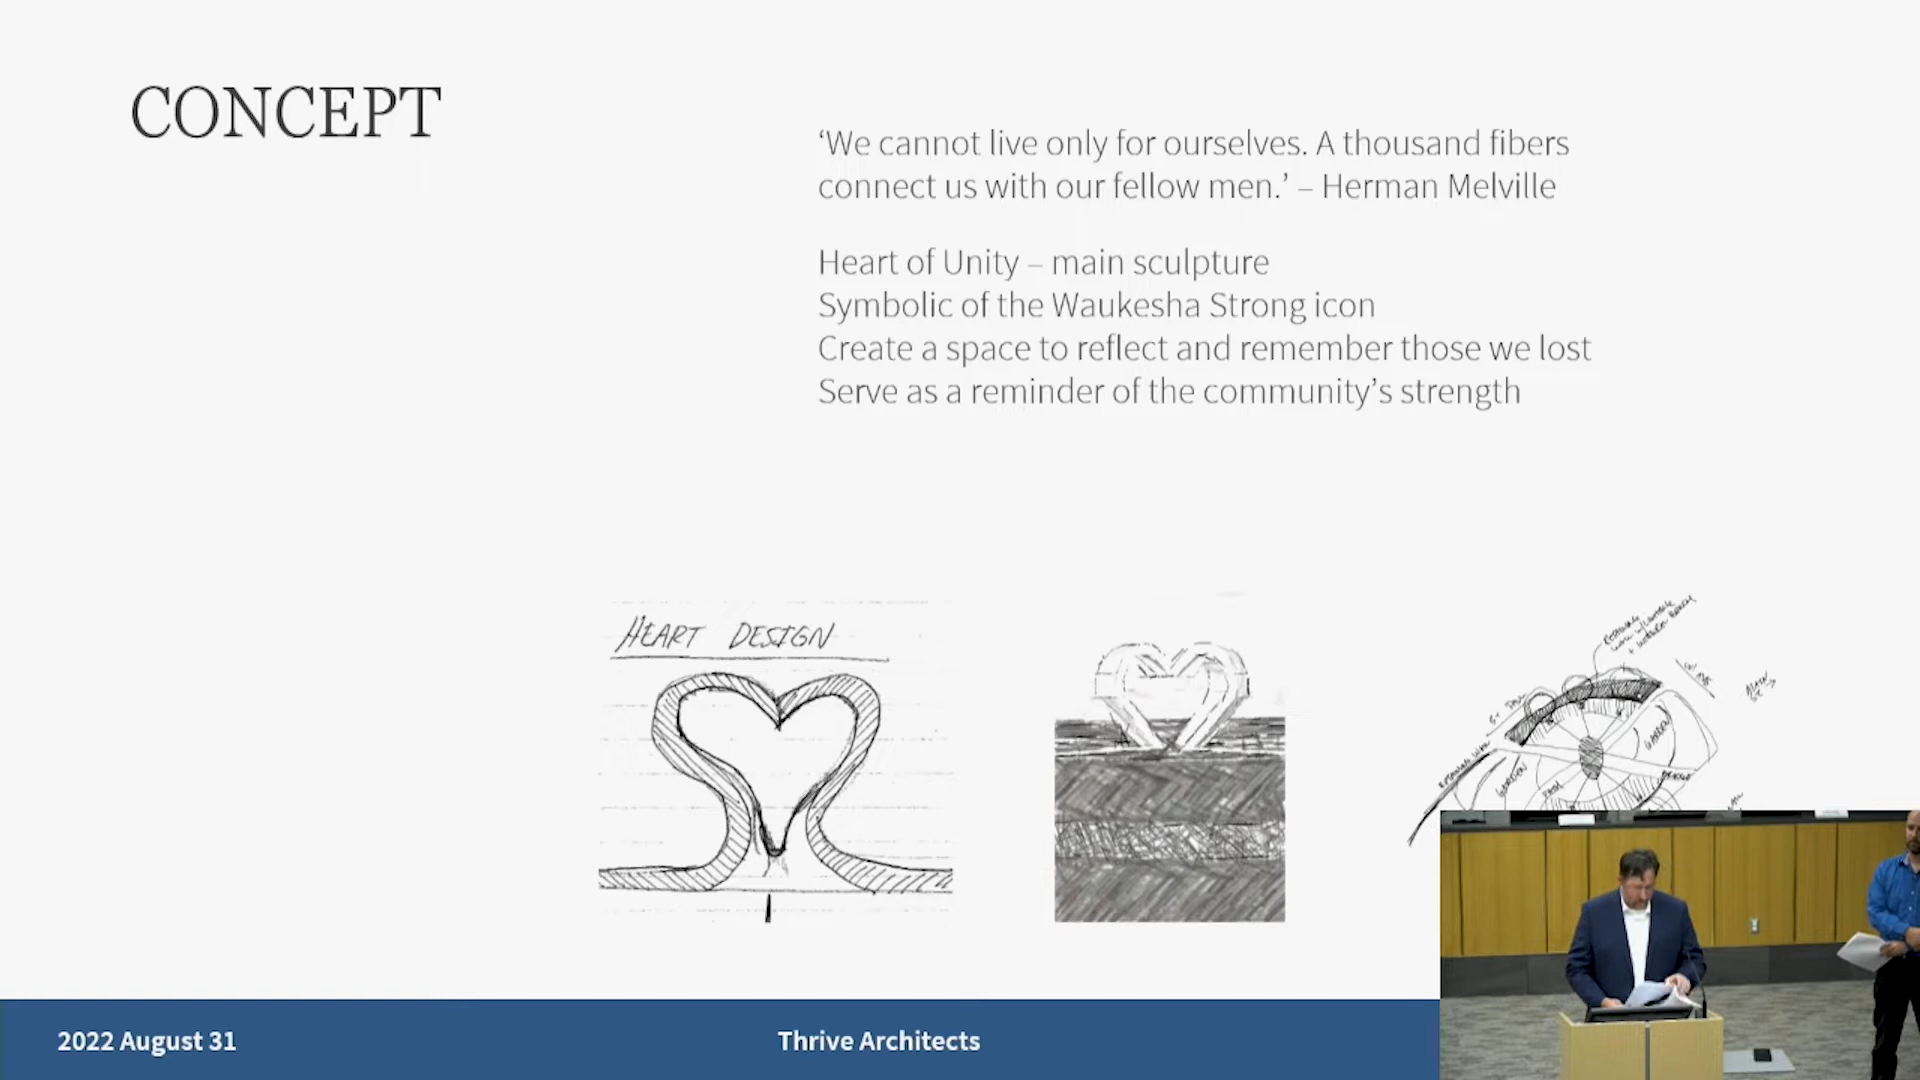 CONCEPT
‘We cannot live only for ourselves. A thousand fibers
connect us with our fellow men.’ – Herman Melville
Heart of Unity – main sculpture
Symbolic of the Waukesha Strong icon
Create a space to reflect and remember those we lost
Serve as a reminder of the community’s strength
HEART DESIGN
GARDEN
GARDEN
2022 August 31
Thrive Architects